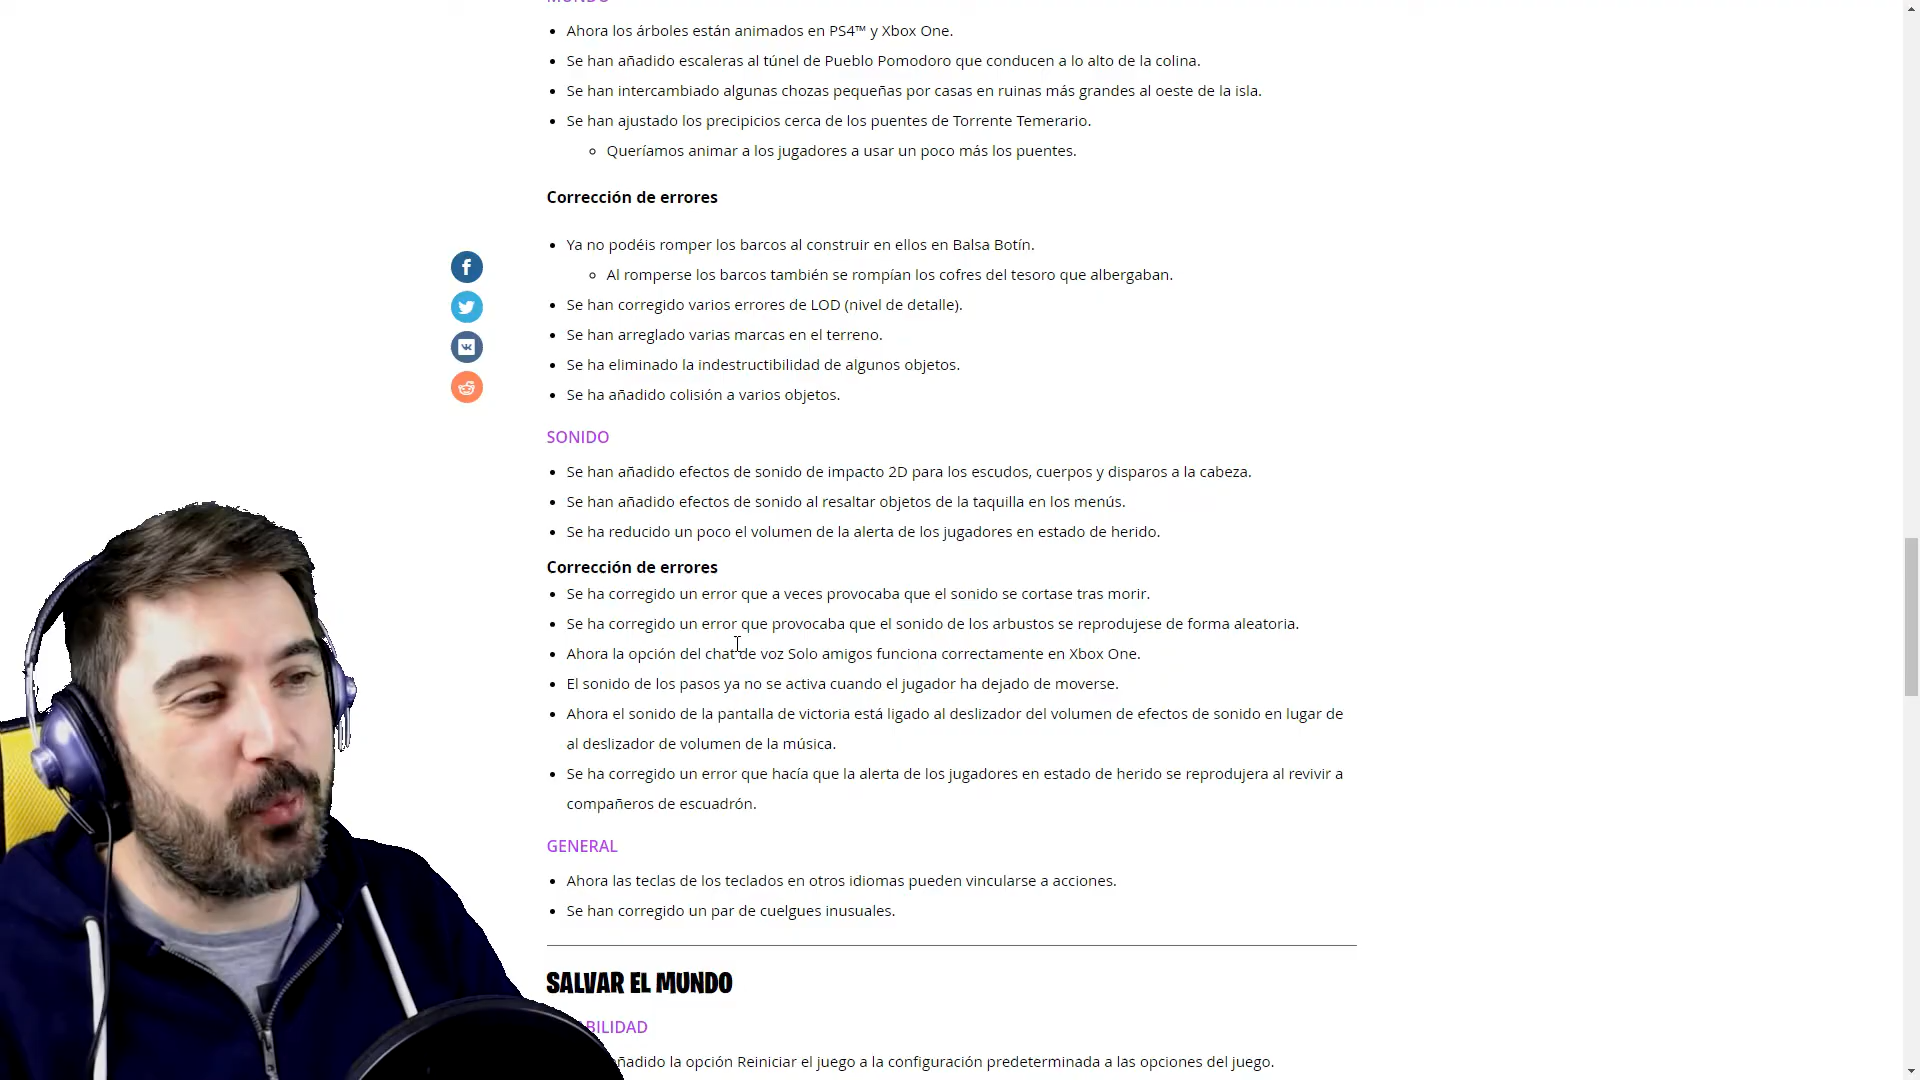 MUNDO
Ahora los árboles están animados en PS4™ y Xbox One.
Se han añadido escaleras al túnel de Pueblo Pomodoro que conducen a lo alto de la colina.
Se han intercambiado algunas chozas pequeñas por casas en ruinas más grandes al oeste de la isla.
Se han ajustado los precipicios cerca de los puentes de Torrente Temerario.
Queríamos animar a los jugadores a usar un poco más los puentes.
Corrección de errores
Ya no podéis romper los barcos al construir en ellos en Balsa Botín.
Al romperse los barcos también se rompían los cofres del tesoro que albergaban.
Se han corregido varios errores de LOD (nivel de detalle).
Se han arreglado varias marcas en el terreno.
Se ha eliminado la indestructibilidad de algunos objetos.
Se ha añadido colisión a varios objetos.
SONIDO
Se han añadido efectos de sonido de impacto 2D para los escudos, cuerpos y disparos a la cabeza.
Se han añadido efectos de sonido al resaltar objetos de la taquilla en los menús.
Se ha reducido un poco el volumen de la alerta de los jugadores en estado de herido.
Corrección de errores
Se ha corregido un error que a veces provocaba que el sonido se cortase tras morir.
Se ha corregido un error que provocaba que el sonido de los arbustos se reprodujese de forma aleatoria.
Ahora la opción del chat de voz Solo amigos funciona correctamente en Xbox One.
El sonido de los pasos ya no se activa cuando el jugador ha dejado de moverse.
Ahora el sonido de la pantalla de victoria está ligado al deslizador del volumen de efectos de sonido en lugar de
al deslizador de volumen de la música.
Se ha corregido un error que hacía que la alerta de los jugadores en estado de herido se reprodujera al revivir a
compañeros de escuadrón.
GENERAL
Ahora las teclas de los teclados en otros idiomas pueden vincularse a acciones.
Se han corregido un par de cuelgues inusuales.
SALVAR EL MUNDO
BILIDAD
ñadido la opción Reiniciar el juego a la configuración predeterminada a las opciones del juego.